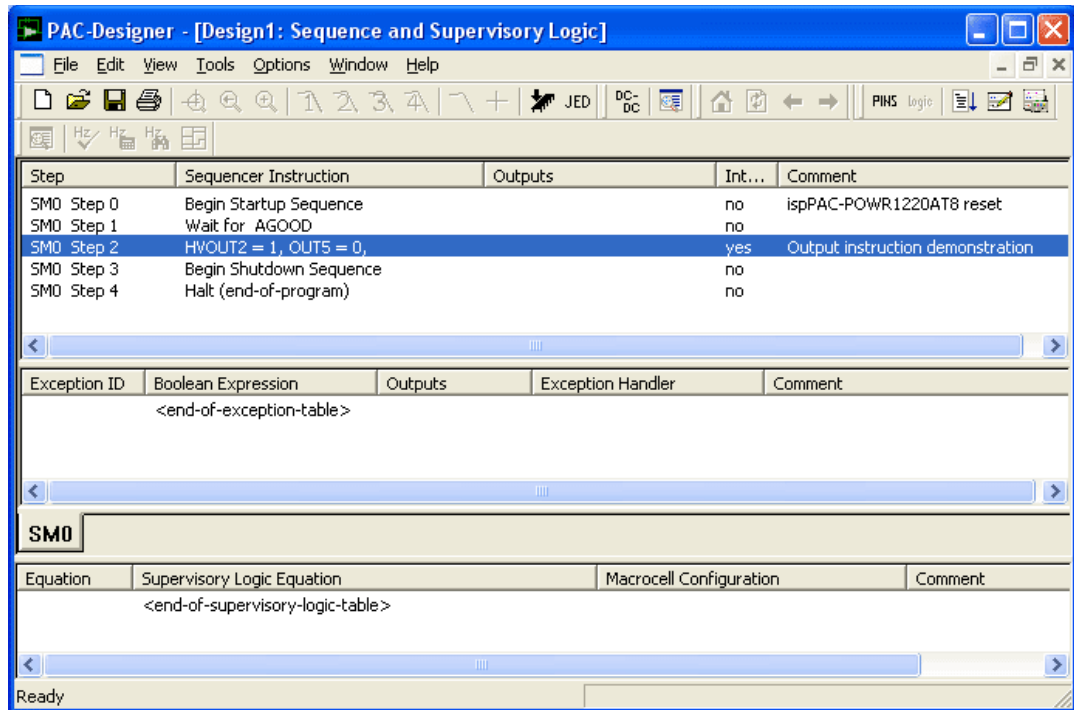 PAC-Designer - [Design1: Sequence and Supervisory Logic]
File Edit View Tools Options Window Help
JED DC-DC PINS logic
Hz Hz Hz
Step Sequencer Instruction Outputs Int... Comment
SM0 Step 0 Begin Startup Sequence no ispPAC-POWR1220AT8 reset
SM0 Step 1 Wait for AGOOD no
SM0 Step 2 HVOUT2 = 1, OUT5 = 0, yes Output instruction demonstration
SM0 Step 3 Begin Shutdown Sequence no
SM0 Step 4 Halt (end-of-program) no
Exception ID Boolean Expression Outputs Exception Handler Comment
<end-of-exception-table>
SM0
Equation Supervisory Logic Equation Macrocell Configuration Comment
<end-of-supervisory-logic-table>
Ready